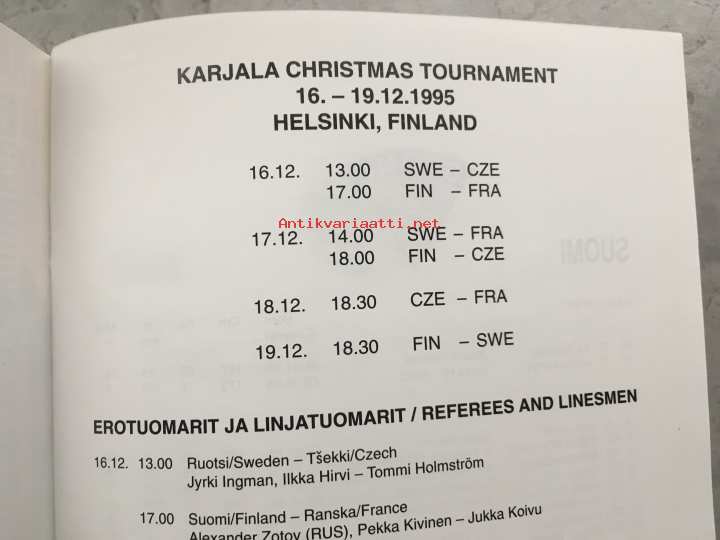 KARJALA CHRISTMAS TOURNAMENT
16. – 19.12.1995
HELSINKI, FINLAND
16.12. 13.00 SWE – CZE
17.00 FIN – FRA
Antikvariaatti.net
17.12. 14.00 SWE – FRA
18.00 FIN – CZE
SUOMI
18.12. 18.30 CZE – FRA
19.12. 18.30 FIN – SWE
EROTUOMARIT JA LINJATUOMARIT / REFEREES AND LINESMEN
16.12. 13.00 Ruotsi/Sweden – Tšekki/Czech
Jyrki Ingman, Ilkka Hirvi – Tommi Holmström
17.00 Suomi/Finland – Ranska/France
Alexander Zotov (RUS), Pekka Kivinen – Jukka Koivu